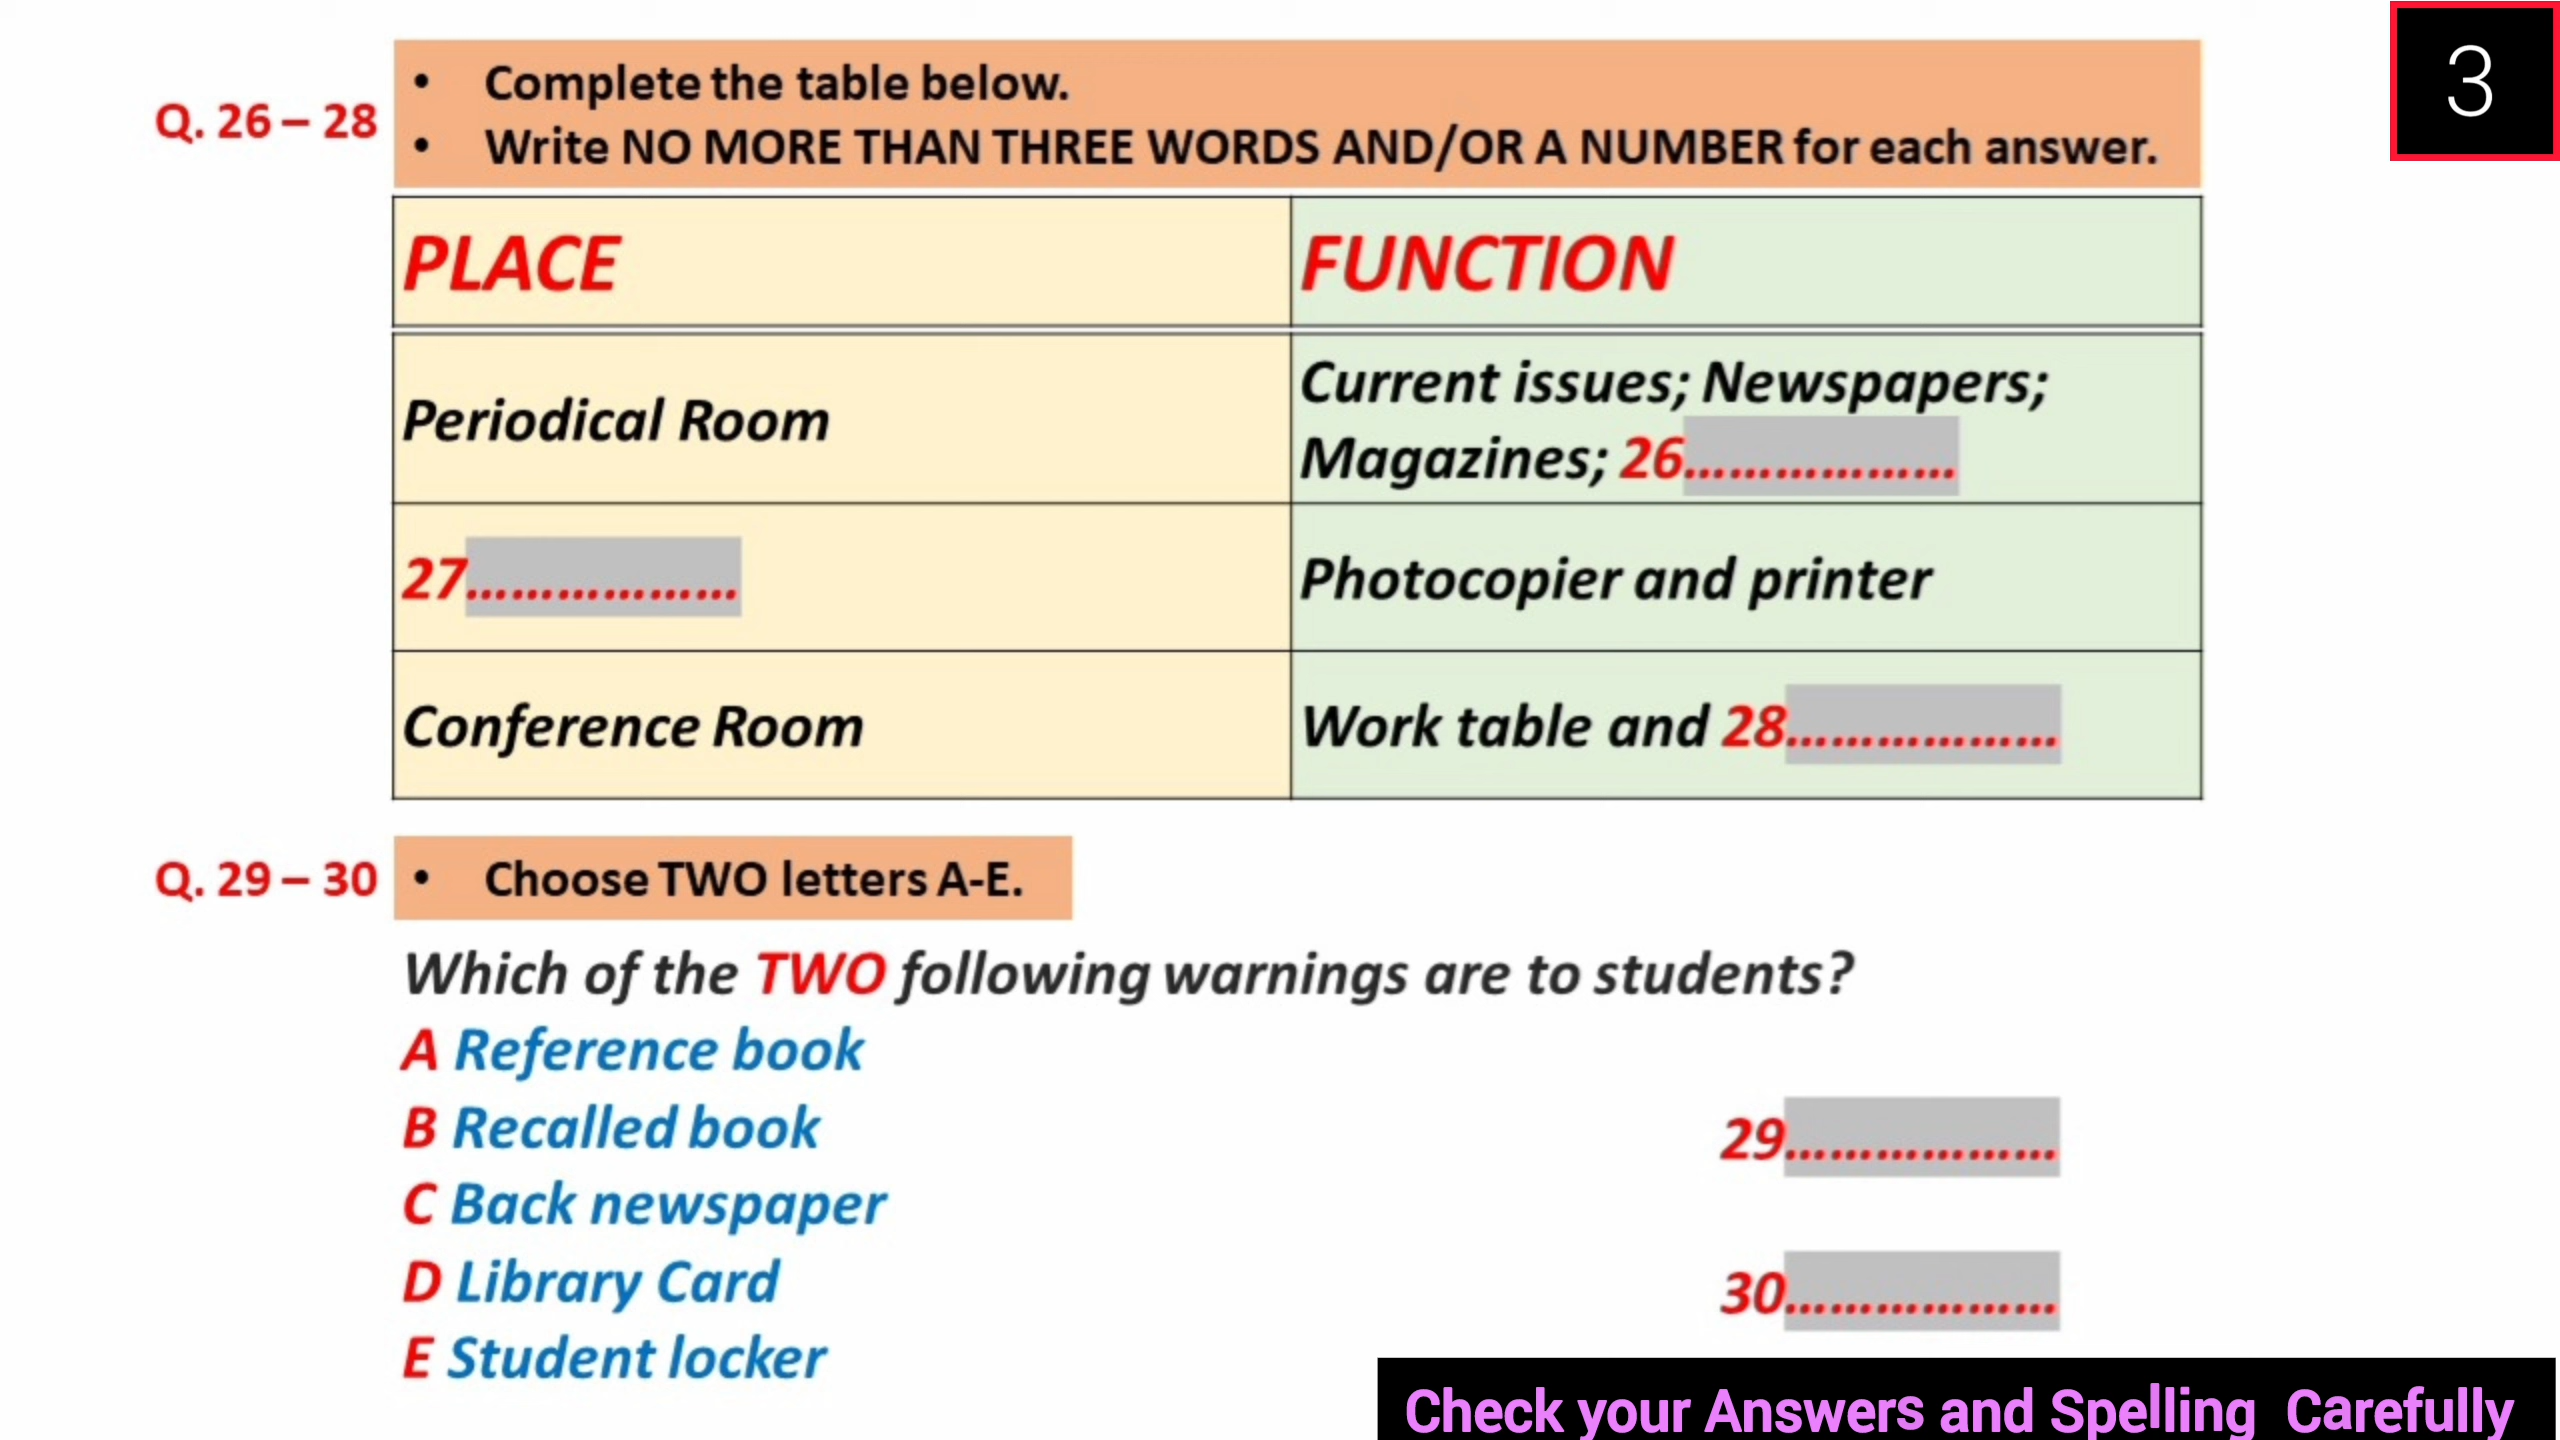 3
Q. 26 – 28
• Complete the table below.
• Write NO MORE THAN THREE WORDS AND/OR A NUMBER for each answer.
PLACE
FUNCTION
Periodical Room
Current issues; Newspapers;
Magazines; 26………………
27………………
Photocopier and printer
Conference Room
Work table and 28………………
Q. 29 – 30
• Choose TWO letters A-E.
Which of the TWO following warnings are to students?
A Reference book
B Recalled book
29………………
C Back newspaper
D Library Card
30………………
E Student locker
Check your Answers and Spelling Carefully